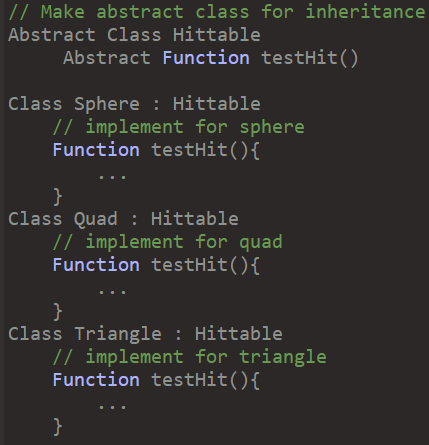 // Make abstract class for inheritance
Abstract Class Hittable
Abstract Function testHit()
Class Sphere : Hittable
// implement for sphere
Function testHit(){
...
}
Class Quad : Hittable
// implement for quad
Function testHit(){
...
}
Class Triangle : Hittable
// implement for triangle
Function testHit(){
...
}